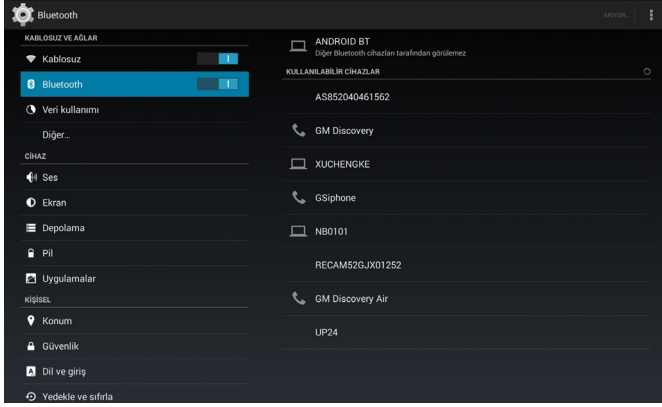 Bluetooth
ARIYOR...
KABLOSUZ VE AĞLAR
Kablosuz
Bluetooth
Veri kullanımı
Diğer...
CİHAZ
Ses
Ekran
Depolama
Pil
Uygulamalar
KİŞİSEL
Konum
Güvenlik
Dil ve giriş
Yedekle ve sıfırla
ANDROID BT
Diğer Bluetooth cihazları tarafından görülemez
KULLANILABİLİR CİHAZLAR
AS852040461562
GM Discovery
XUCHENGKE
GSiphone
NB0101
RECAM52GJX01252
GM Discovery Air
UP24